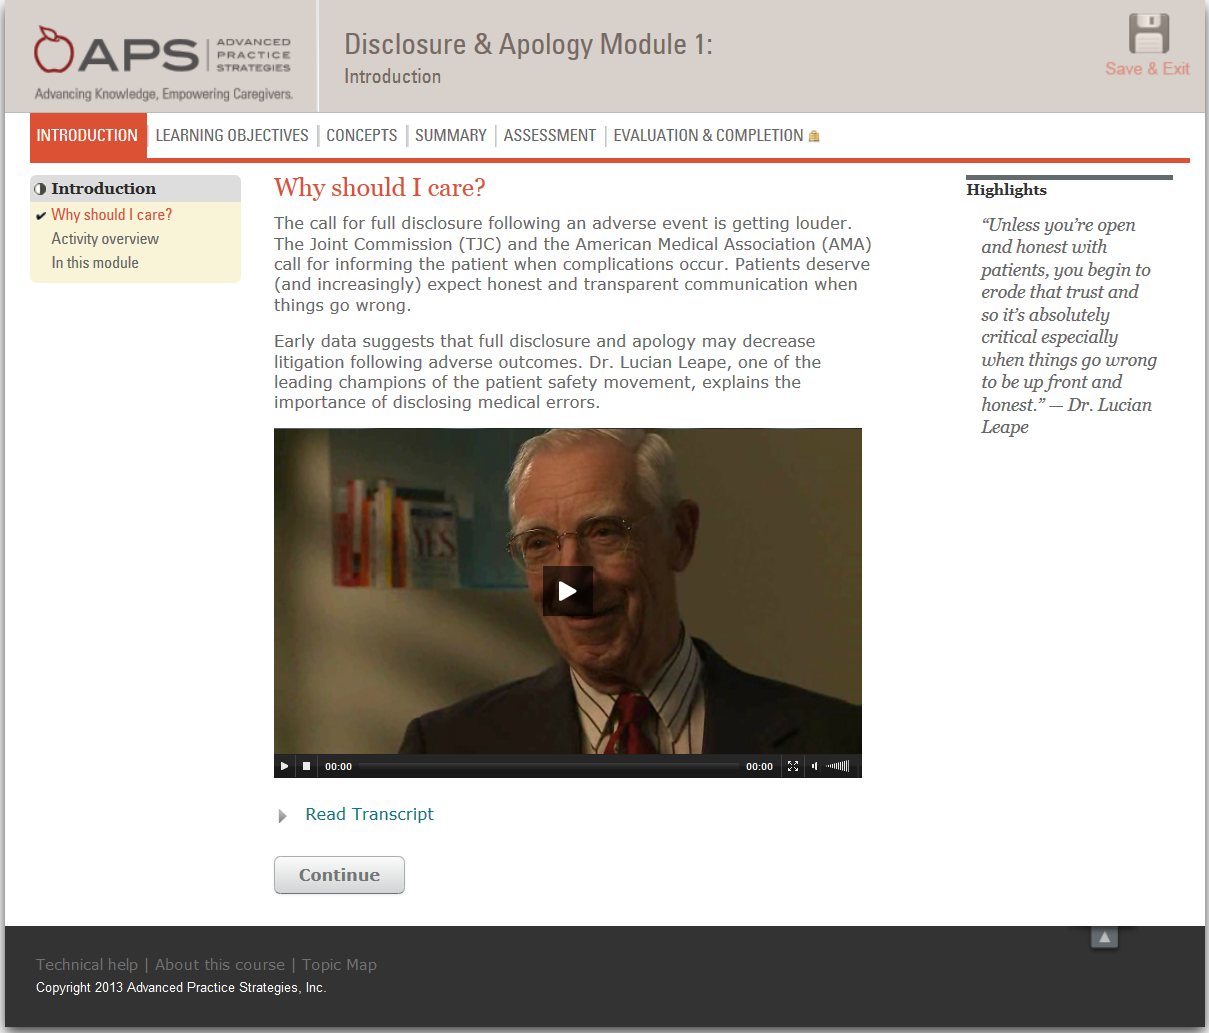 APS ADVANCED
PRACTICE
STRATEGIES
Advancing Knowledge, Empowering Caregivers.
Disclosure & Apology Module 1:
Introduction
Save & Exit
INTRODUCTION
LEARNING OBJECTIVES
CONCEPTS
SUMMARY
ASSESSMENT
EVALUATION & COMPLETION
Introduction
Why should I care?
Activity overview
In this module
Why should I care?
The call for full disclosure following an adverse event is getting louder.
The Joint Commission (TJC) and the American Medical Association (AMA)
call for informing the patient when complications occur. Patients deserve
(and increasingly) expect honest and transparent communication when
things go wrong.
Early data suggests that full disclosure and apology may decrease
litigation following adverse outcomes. Dr. Lucian Leape, one of the
leading champions of the patient safety movement, explains the
importance of disclosing medical errors.
YES
00:00
00:00
Read Transcript
Continue
Highlights
“Unless you’re open
and honest with
patients, you begin to
erode that trust and
so it’s absolutely
critical especially
when things go wrong
to be up front and
honest.” — Dr. Lucian
Leape
Technical help | About this course | Topic Map
Copyright 2013 Advanced Practice Strategies, Inc.